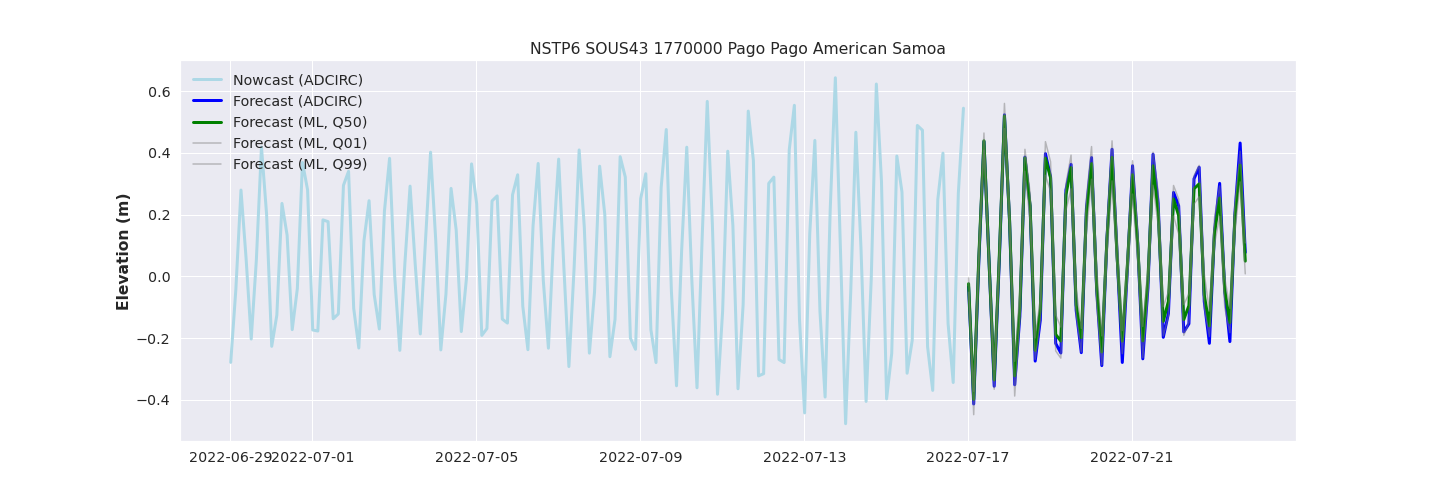 NSTP6 SOUS43 1770000 Pago Pago American Samoa
Nowcast (ADCIRC)
Forecast (ADCIRC)
Forecast (ML, Q50)
Forecast (ML, Q01)
Forecast (ML, Q99)
Elevation (m)
0.6
0.4
0.2
0.0
−0.2
−0.4
2022-06-29 2022-07-01 2022-07-05 2022-07-09 2022-07-13 2022-07-17 2022-07-21